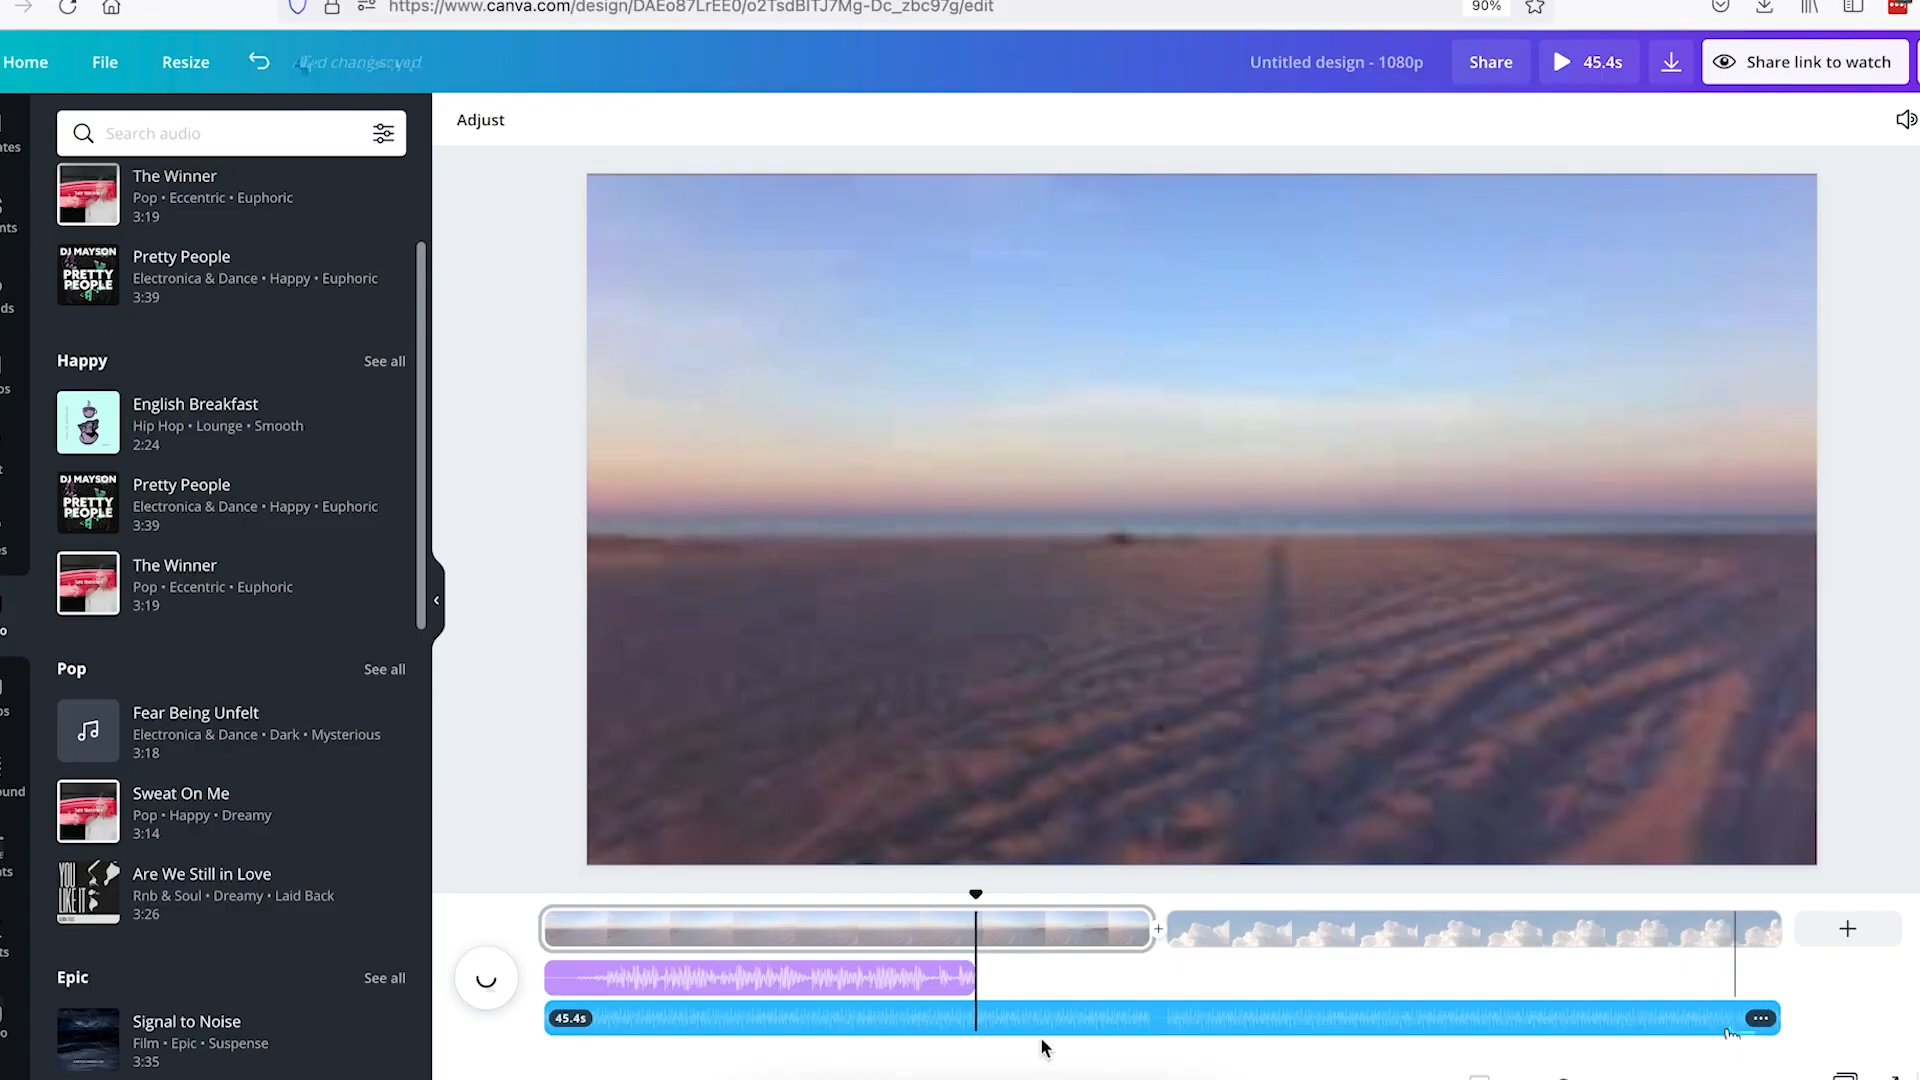 https://www.canva.com/design/DAEo87LrEE0/o2TsdBITJ7Mg-Dc_zbc97g/edit
90%
Home
File
Resize
Untitled design - 1080p
Share
45.4s
Share link to watch
Search audio
Adjust
The Winner
Pop • Eccentric • Euphoric
3:19
DJ MAYSON
PRETTY
PEOPLE
Pretty People
Electronica & Dance • Happy • Euphoric
3:39
Happy
See all
English Breakfast
Hip Hop • Lounge • Smooth
2:24
DJ MAYSON
PRETTY
PEOPLE
Pretty People
Electronica & Dance • Happy • Euphoric
3:39
The Winner
Pop • Eccentric • Euphoric
3:19
Pop
See all
Fear Being Unfelt
Electronica & Dance • Dark • Mysterious
3:18
Sweat On Me
Pop • Happy • Dreamy
3:14
YOU
LIKE IT
Are We Still in Love
Rnb & Soul • Dreamy • Laid Back
3:26
Epic
See all
Signal to Noise
Film • Epic • Suspense
3:35
45.4s